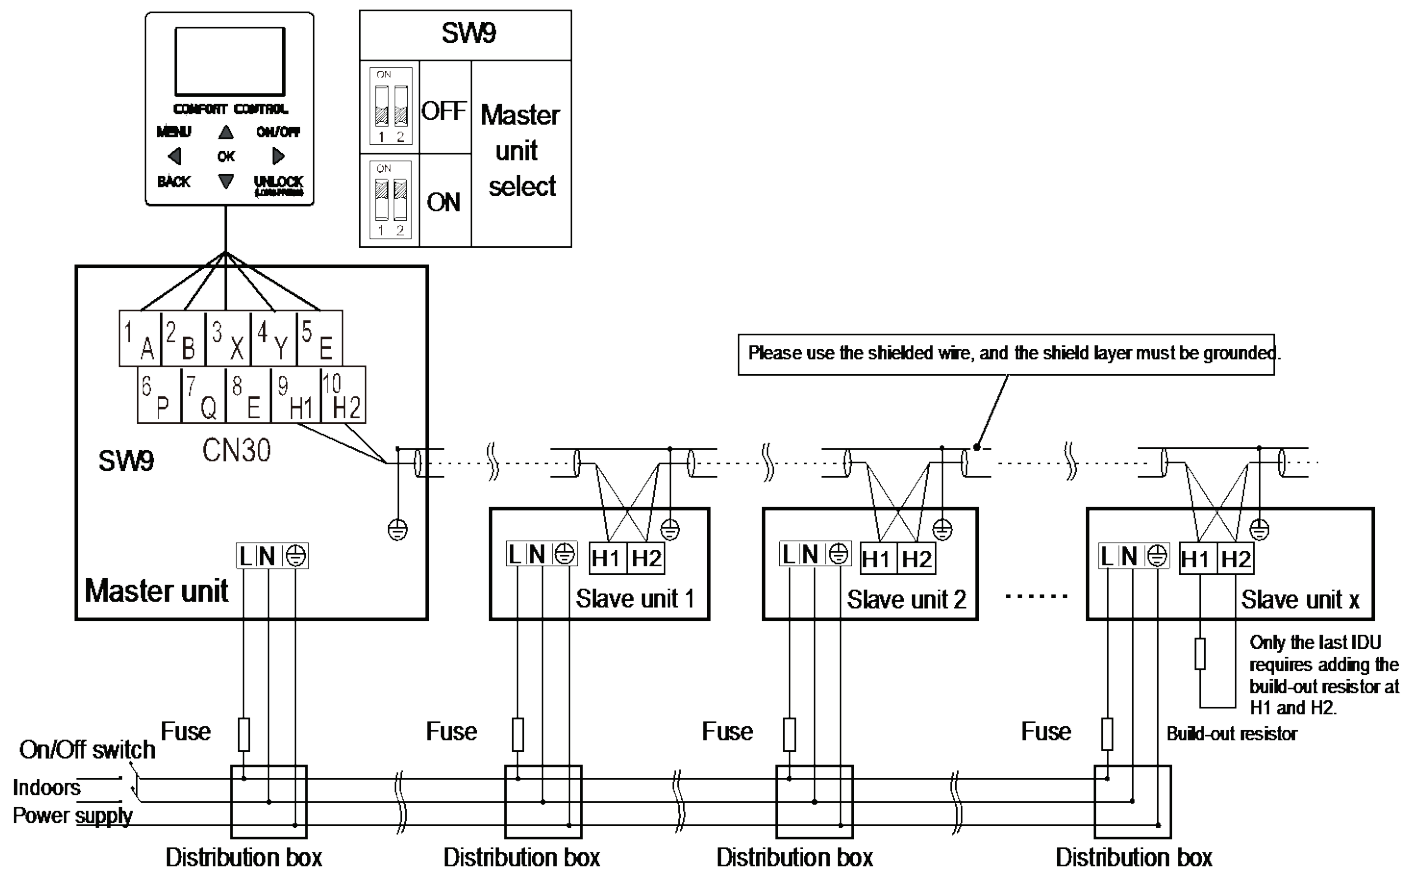 COMFORT CONTROL
MENU ON/OFF
OK
BACK UNLOCK
SW9
ON
1 2
OFF
ON
1 2
ON
Master
unit
select
1 A 2 B 3 X 4 Y 5 E
6 P 7 Q 8 E 9 H1 10 H2
CN30
SW9
L N
Master unit
Please use the shielded wire, and the shield layer must be grounded.
L N H1 H2
Slave unit 1
L N H1 H2
Slave unit 2
......
L N H1 H2
Slave unit x
Only the last IDU
requires adding the
build-out resistor at
H1 and H2.
Build-out resistor
Fuse
Fuse
Fuse
Fuse
On/Off switch
Indoors
Power supply
Distribution box
Distribution box
Distribution box
Distribution box